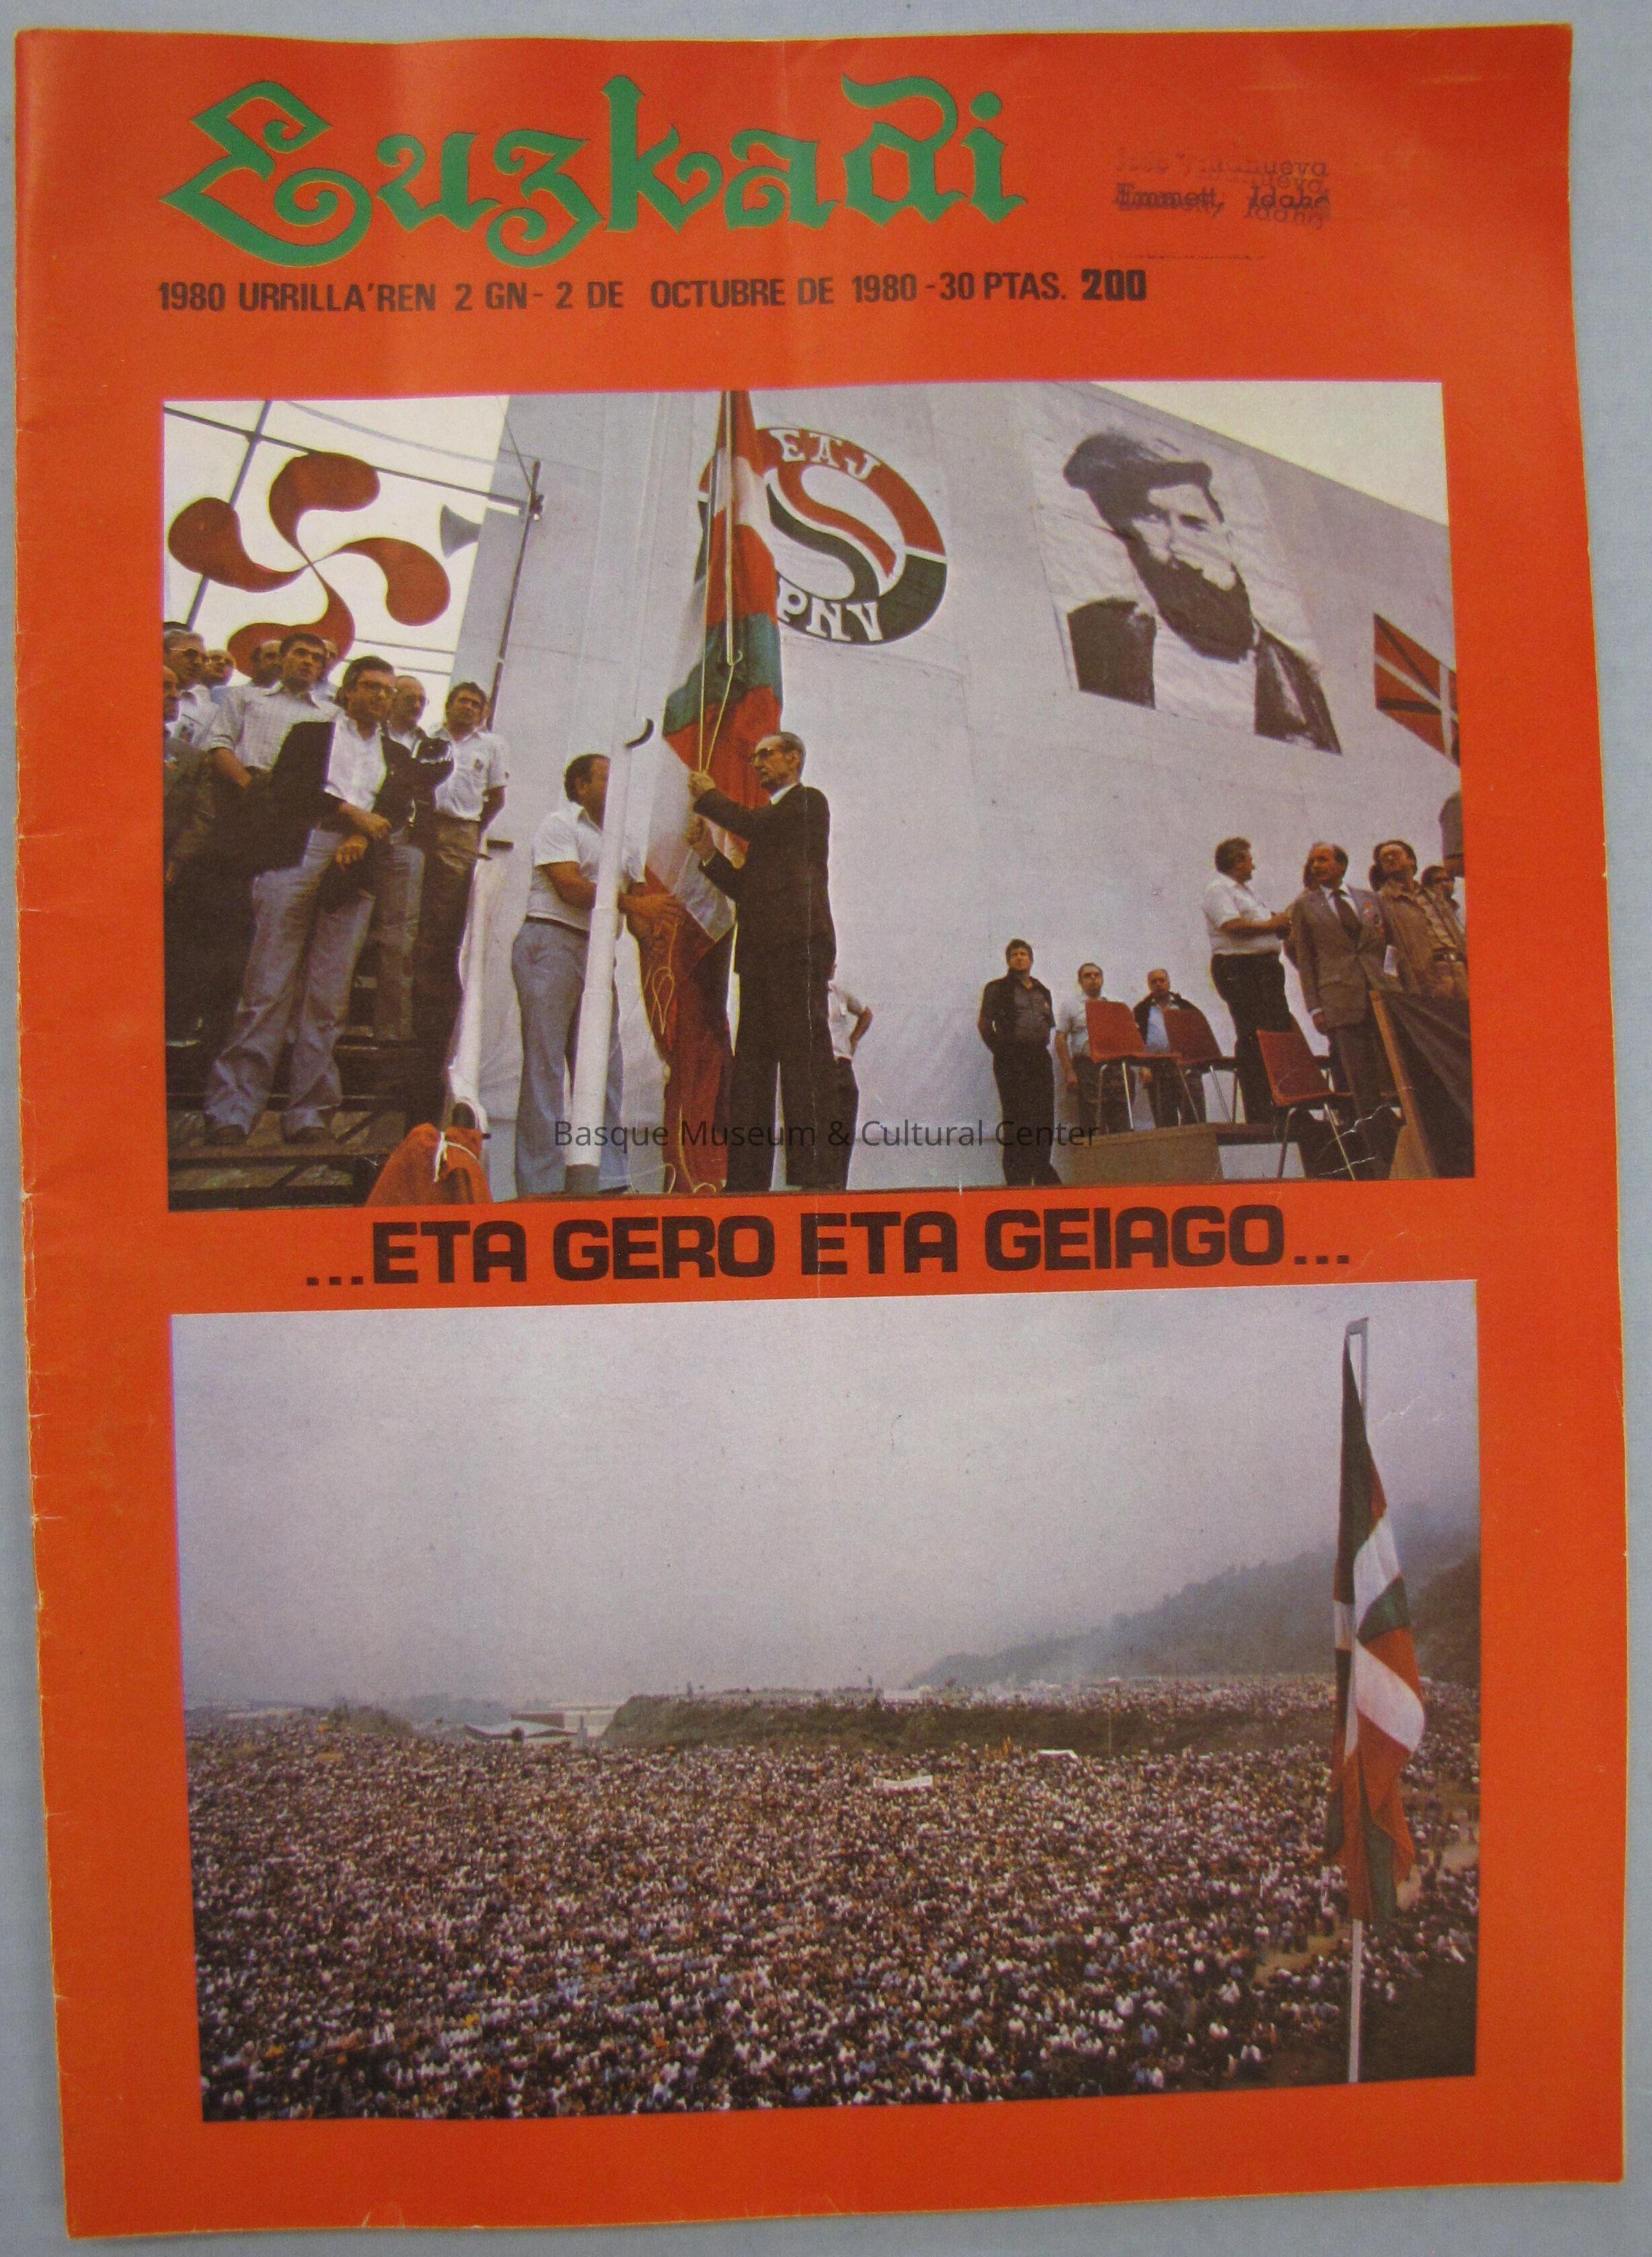 Euzkadi
Emmett, Idaho
1980 URRILLA'REN 2 GN - 2 DE OCTUBRE DE 1980 - 30 PTAS. 200
EAJ
PNV
Basque Museum & Cultural Center
...ETA GERO ETA GEIAGO...